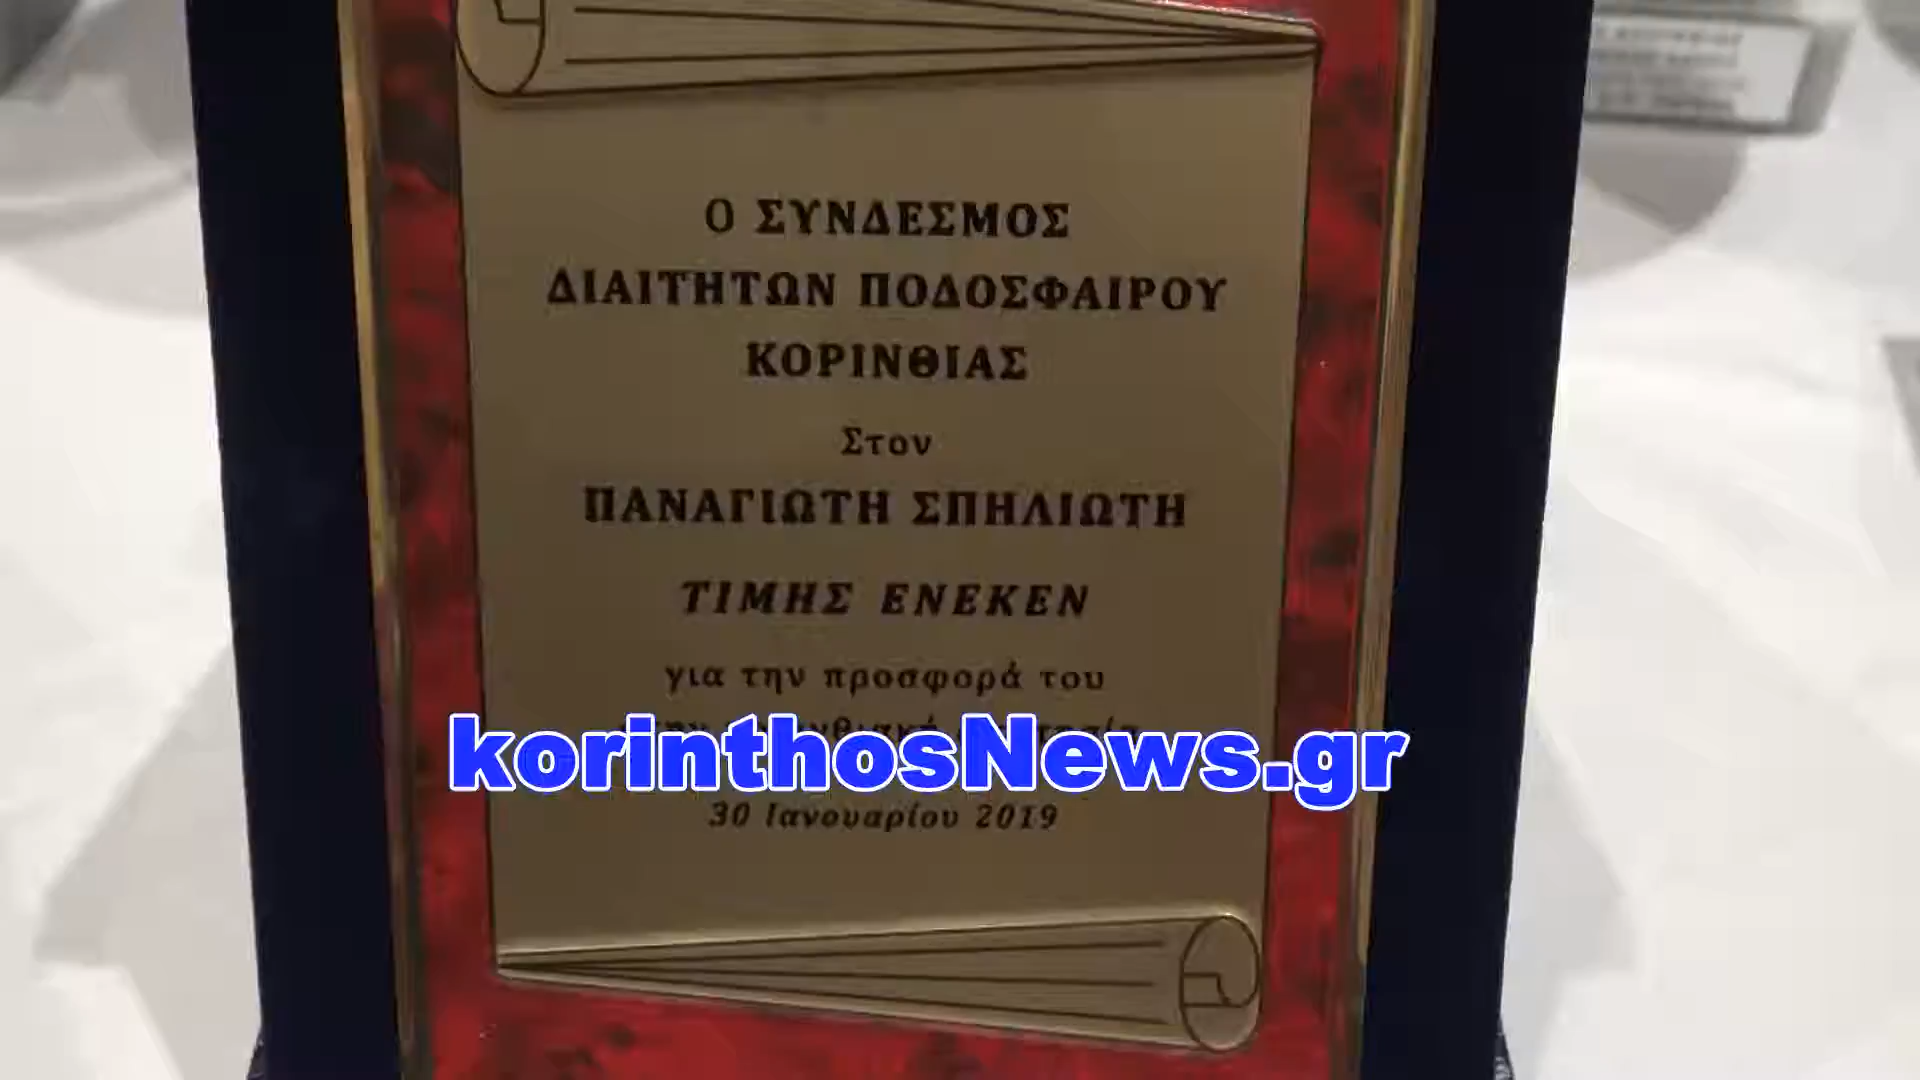 Ο ΣΥΝΔΕΣΜΟΣ
ΔΙΑΙΤΗΤΩΝ ΠΟΔΟΣΦΑΙΡΟΥ
ΚΟΡΙΝΘΙΑΣ
Στον
ΠΑΝΑΓΙΩΤΗ ΣΠΗΛΙΩΤΗ
ΤΙΜΗΣ ΕΝΕΚΕΝ
για την προσφορά του
korinthosNews.gr
30 Ιανουαρίου 2019